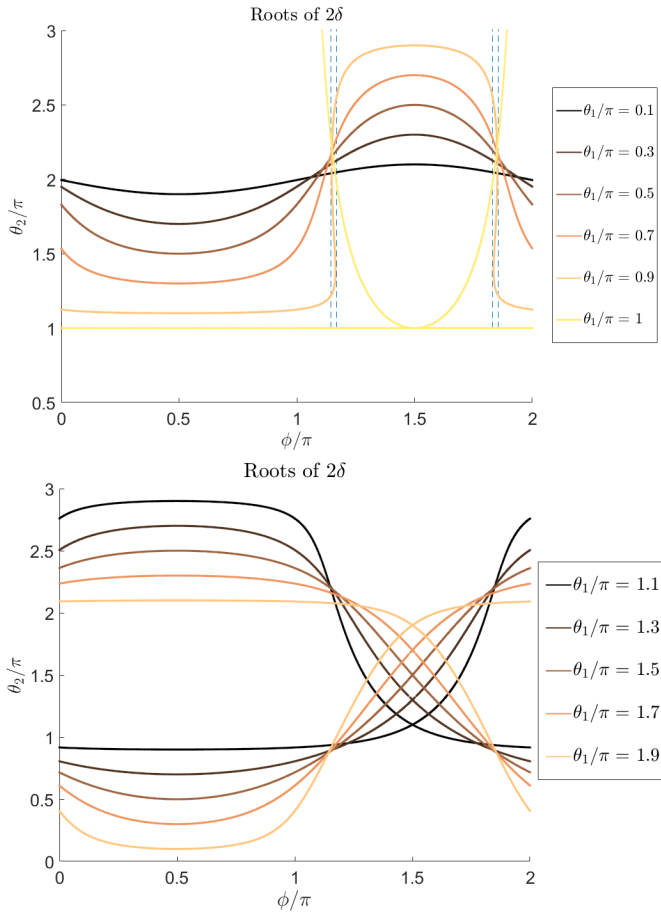 Roots of 2δ
3
2.5
2
1.5
1
0.5
θ₂/π
0
0.5
1
1.5
2
ϕ/π
θ₁/π = 0.1
θ₁/π = 0.3
θ₁/π = 0.5
θ₁/π = 0.7
θ₁/π = 0.9
θ₁/π = 1
Roots of 2δ
3
2.5
2
1.5
1
0.5
0
θ₂/π
0
0.5
1
1.5
2
ϕ/π
θ₁/π = 1.1
θ₁/π = 1.3
θ₁/π = 1.5
θ₁/π = 1.7
θ₁/π = 1.9